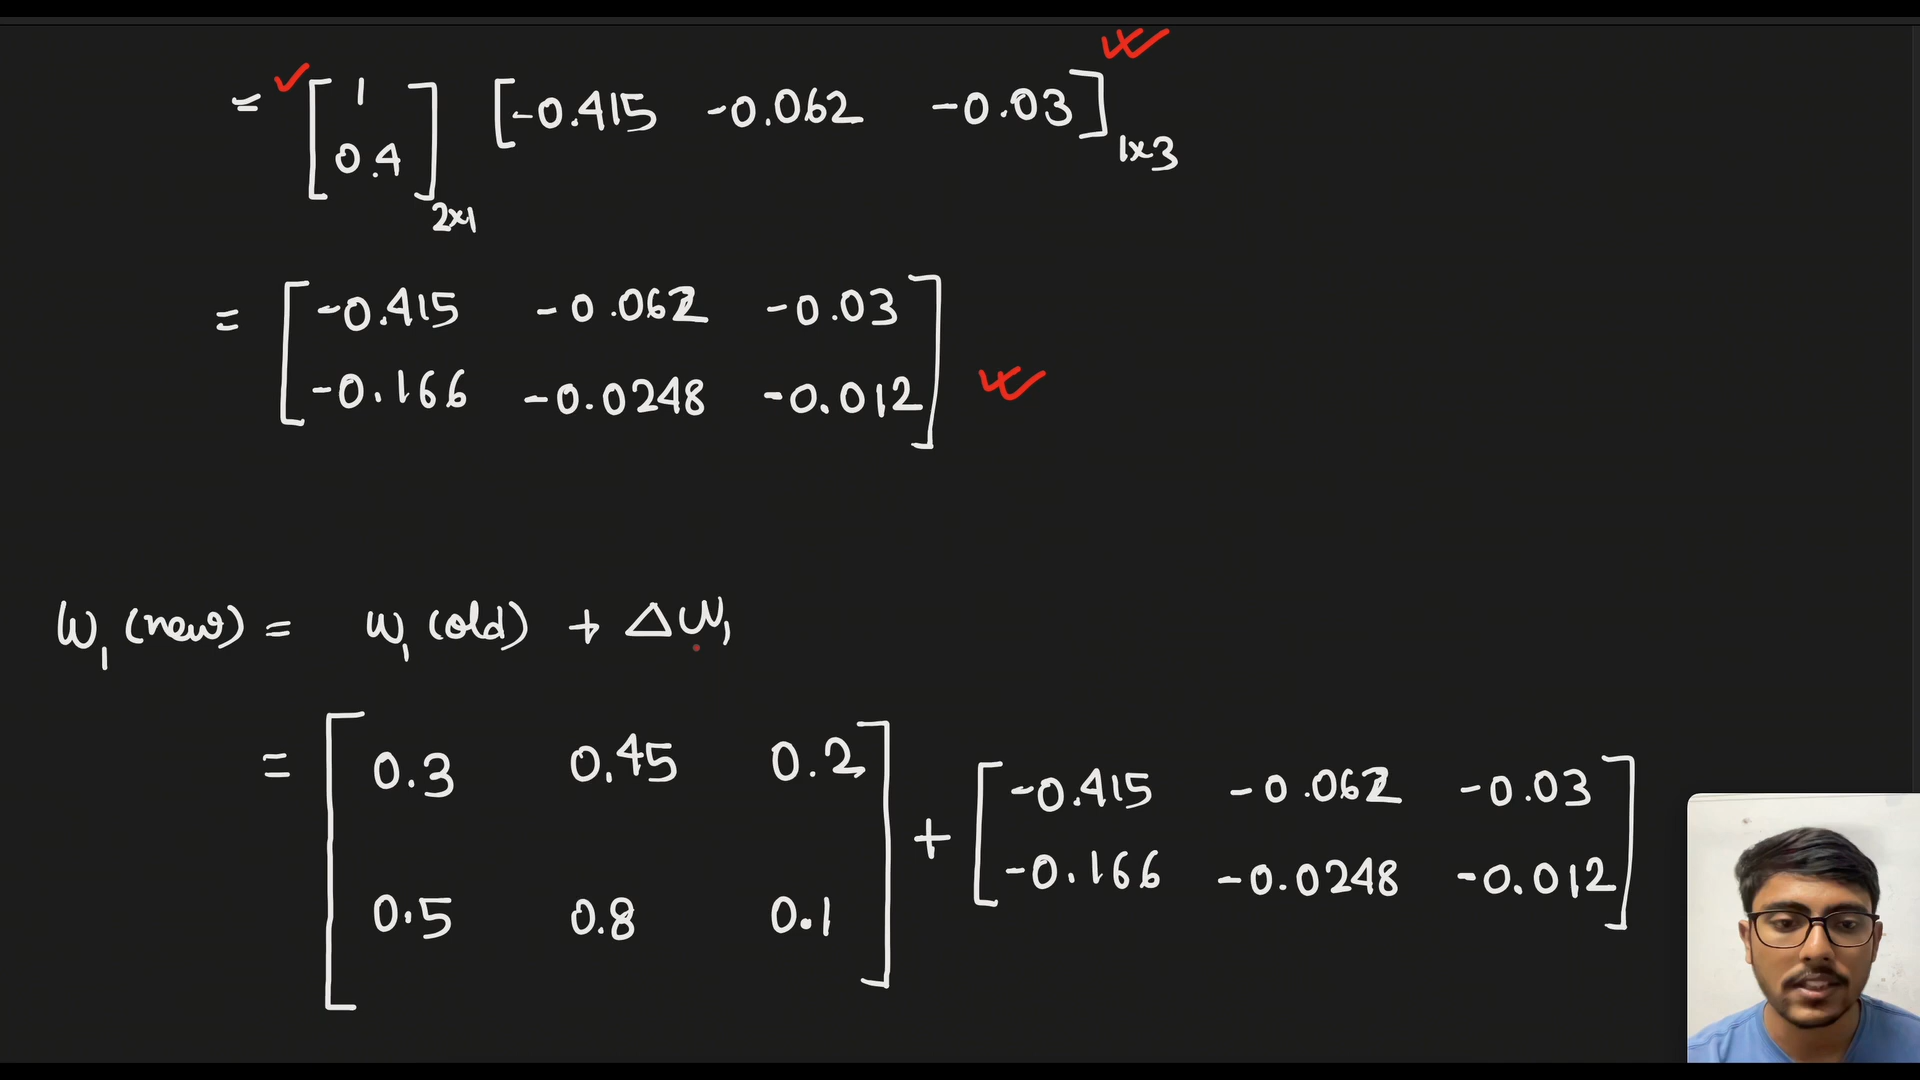 = [ 1 [-0.415 -0.062 -0.03]
0.4 ] 1x3
2x1
= [ -0.415 -0.062 -0.03
-0.166 -0.0248 -0.012 ]
W₁ (new) = W₁ (old) + ΔW₁
= [ 0.3 0.45 0.2
0.5 0.8 0.1 ] + [ -0.415 -0.062 -0.03
-0.166 -0.0248 -0.012 ]